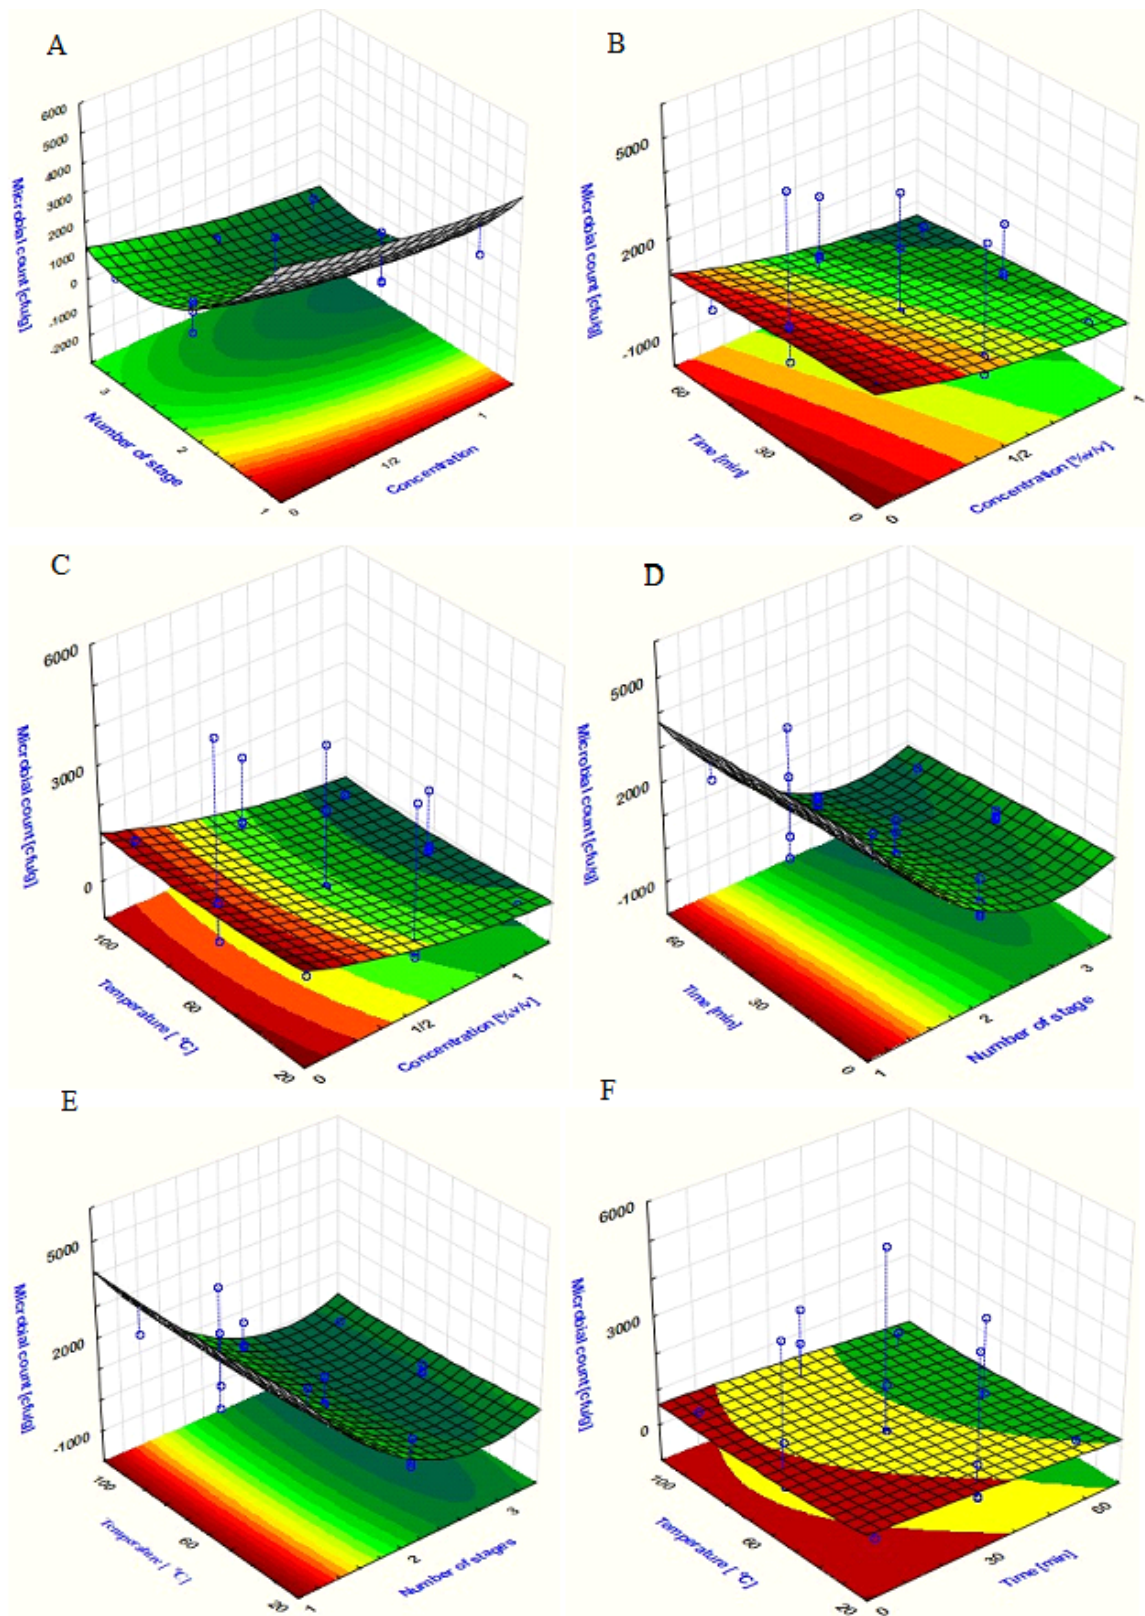 A
6000
5000
4000
3000
2000
1000
0
-1000
-2000
Microbial count [cfu/g]
3
2
1
Number of stage
0
1/2
1
Concentration
B
5000
2000
-1000
Microbial count [cfu/g]
60
30
0
Time [min]
0
1/2
1
Concentration [%v/v]
C
6000
3000
0
Microbial count [cfu/g]
100
60
20
Temperature [ °C]
0
1/2
1
Concentration [%v/v]
D
5000
2000
-1000
Microbial count [cfu/g]
60
30
0
Time [min]
1
2
3
Number of stage
E
5000
2000
-1000
Microbial count [cfu/g]
100
60
20
Temperature [ °C]
1
2
3
Number of stages
F
6000
3000
0
Microbial count [cfu/g]
100
60
20
Temperature [ °C]
0
30
60
Time [min]